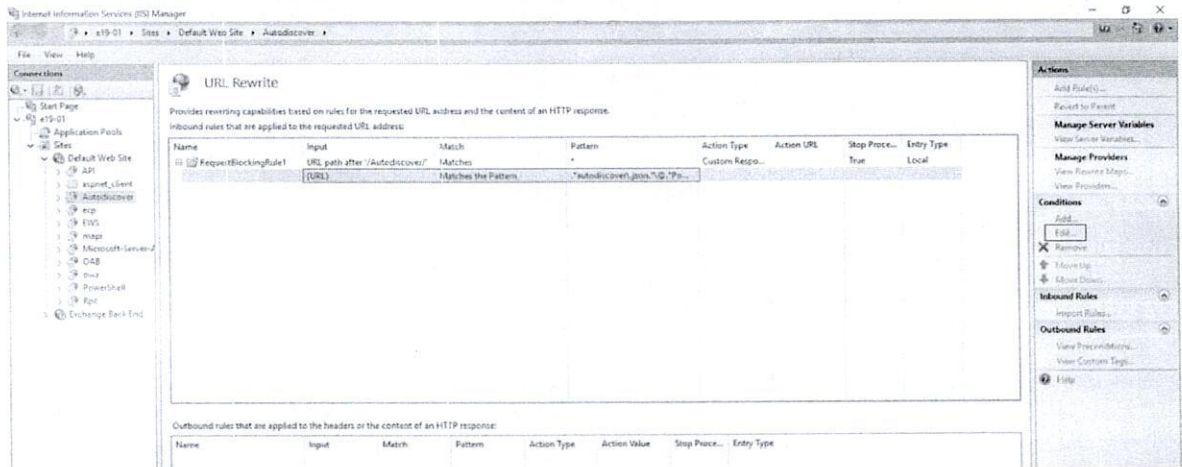 Internet Information Services (IIS) Manager
e19-01 ▸ Sites ▸ Default Web Site ▸ Autodiscover ▸
File View Help
Connections
Start Page
e19-01
Application Pools
Sites
Default Web Site
API
aspnet_client
Autodiscover
ecp
EWS
mapi
Microsoft-Server-A
OAB
owa
PowerShell
Rpc
Exchange Back End
URL Rewrite
Provides rewriting capabilities based on rules for the requested URL address and the content of an HTTP response.
Inbound rules that are applied to the requested URL address:
Name Input Match Pattern Action Type Action URL Stop Proce... Entry Type
RequestBlockingRule1 URL path after '/Autodiscover/' Matches * Custom Respo... True Local
{URL} Matches the Pattern .*autodiscover\.json.*\@.*Po...
Outbound rules that are applied to the headers or the content of an HTTP response:
Name Input Match Pattern Action Type Action Value Stop Proce... Entry Type
Actions
Add Rule(s)...
Revert to Parent
Manage Server Variables
View Server Variables...
Manage Providers
View Rewrite Maps...
View Providers...
Conditions
Add...
Edit...
Remove
Move Up
Move Down
Inbound Rules
Import Rules...
Outbound Rules
View Preconditions...
View Custom Tags...
Help